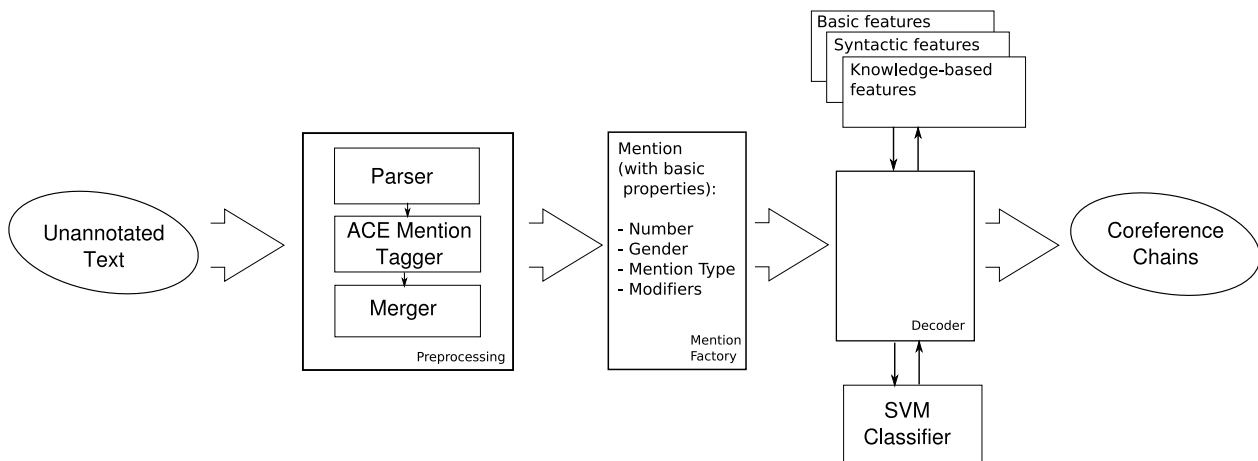 Unannotated
Text
Parser
ACE Mention
Tagger
Merger
Preprocessing
Mention
(with basic
properties):
- Number
- Gender
- Mention Type
- Modifiers
Mention
Factory
Basic features
Syntactic features
Knowledge-based
features
Decoder
SVM
Classifier
Coreference
Chains